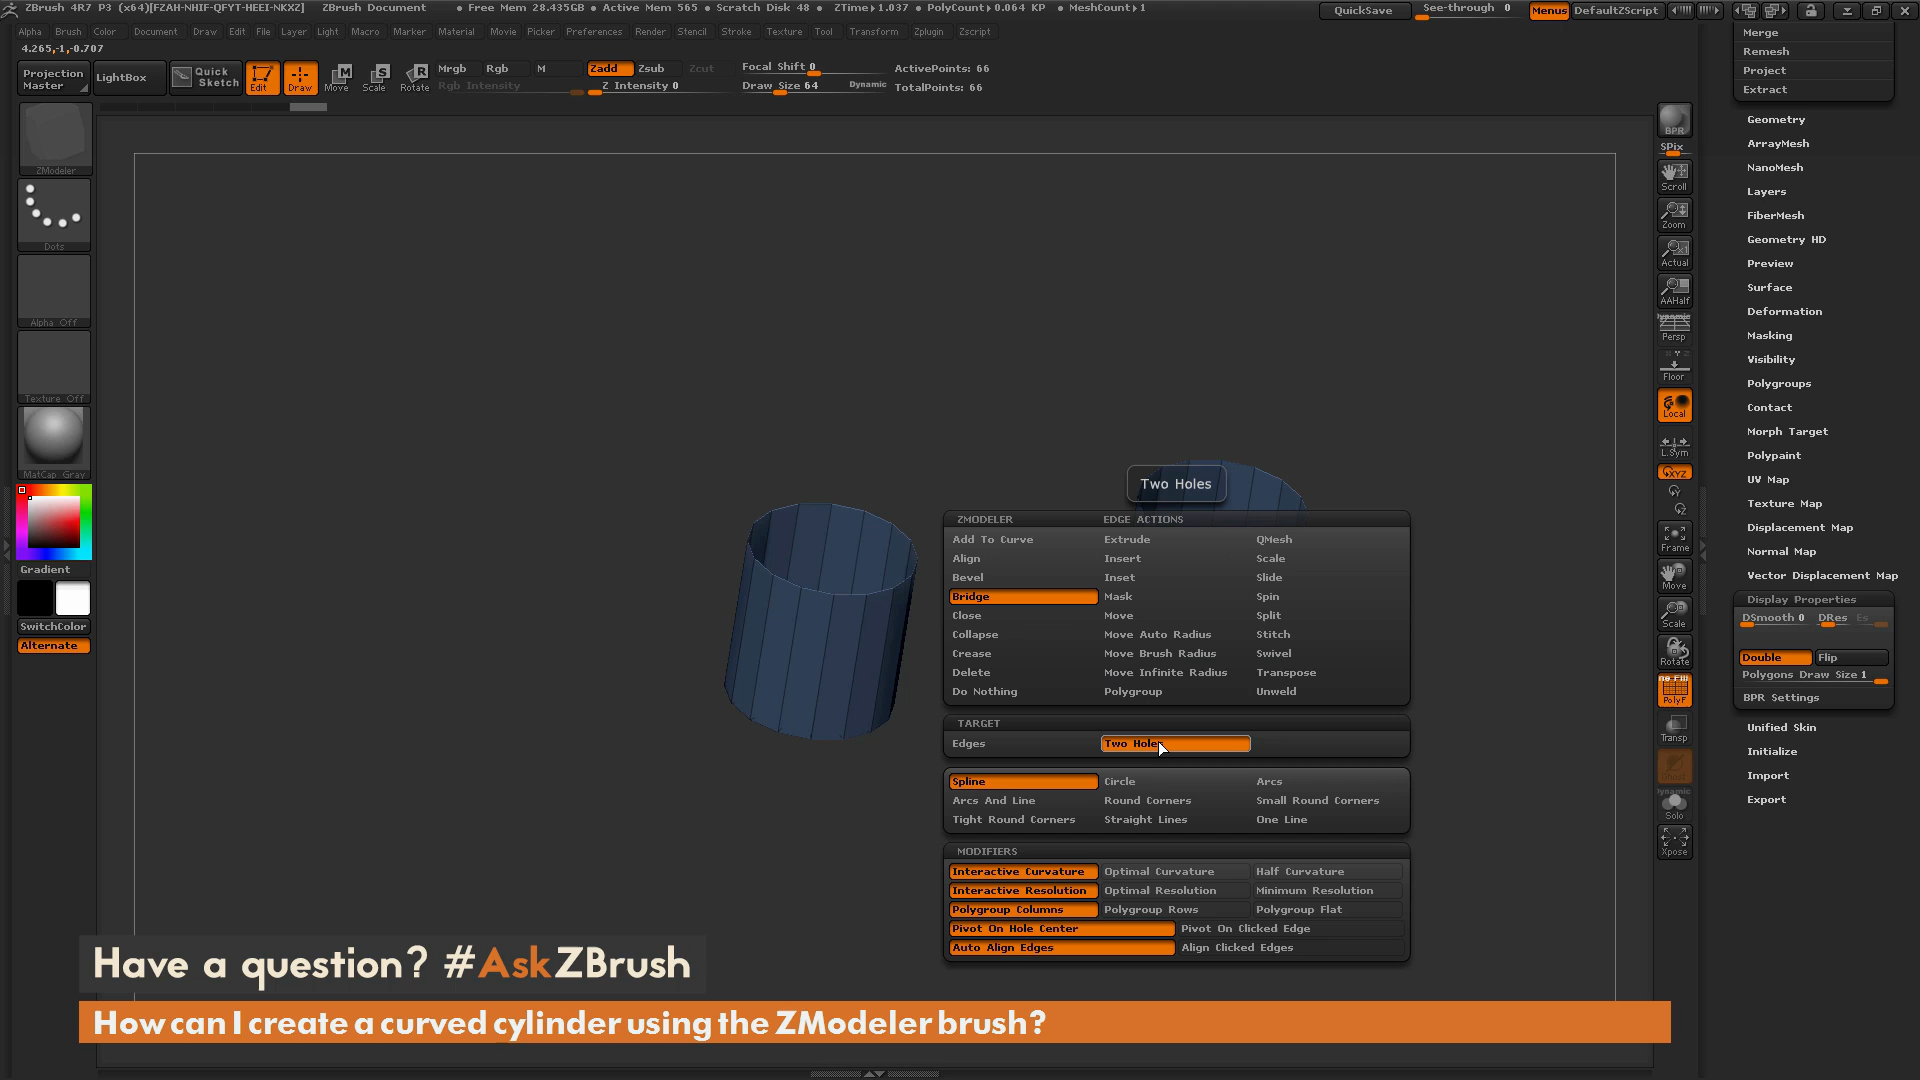 ZBrush 4R7 P3 (x64)[FZAH-NHIF-QFYT-HEEI-NKXZ] ZBrush Document • Free Mem 28.435GB • Active Mem 565 • Scratch Disk 48 • ZTime▸1.037 • PolyCount▸0.064 KP • MeshCount▸1 QuickSave See-through 0 Menus DefaultZScript
Alpha Brush Color Document Draw Edit File Layer Light Macro Marker Material Movie Picker Preferences Render Stencil Stroke Texture Tool Transform Zplugin Zscript
4.265,-1,-0.707
Projection Master
LightBox
Quick Sketch
Edit
Draw
Move
Scale
Rotate
Mrgb Rgb M
Rgb Intensity
Zadd Zsub Zcut
Z Intensity 0
Focal Shift 0
Draw Size 64 Dynamic
ActivePoints: 66
TotalPoints: 66
ZModeler
Dots
Alpha Off
Texture Off
MatCap Gray
Gradient
SwitchColor
Alternate
Two Holes
ZMODELER EDGE ACTIONS
Add To Curve Extrude QMesh
Align Insert Scale
Bevel Inset Slide
Bridge Mask Spin
Close Move Split
Collapse Move Auto Radius Stitch
Crease Move Brush Radius Swivel
Delete Move Infinite Radius Transpose
Do Nothing Polygroup Unweld
TARGET
Edges Two Holes
Spline Circle Arcs
Arcs And Line Round Corners Small Round Corners
Tight Round Corners Straight Lines One Line
MODIFIERS
Interactive Curvature Optimal Curvature Half Curvature
Interactive Resolution Optimal Resolution Minimum Resolution
Polygroup Columns Polygroup Rows Polygroup Flat
Pivot On Hole Center Pivot On Clicked Edge
Auto Align Edges Align Clicked Edges
BPR
SPix
Scroll
Zoom
Actual
AAHalf
Dynamic
Persp
Floor
Local
L.Sym
XYZ
Frame
Move
Scale
Rotate
PolyF
Transp
Ghost
Dynamic
Solo
Xpose
Merge
Remesh
Project
Extract
Geometry
ArrayMesh
NanoMesh
Layers
FiberMesh
Geometry HD
Preview
Surface
Deformation
Masking
Visibility
Polygroups
Contact
Morph Target
Polypaint
UV Map
Texture Map
Displacement Map
Normal Map
Vector Displacement Map
Display Properties
DSmooth 0 DRes Es
Double Flip
Polygons Draw Size 1
BPR Settings
Unified Skin
Initialize
Import
Export
Have a question? #AskZBrush
How can I create a curved cylinder using the ZModeler brush?